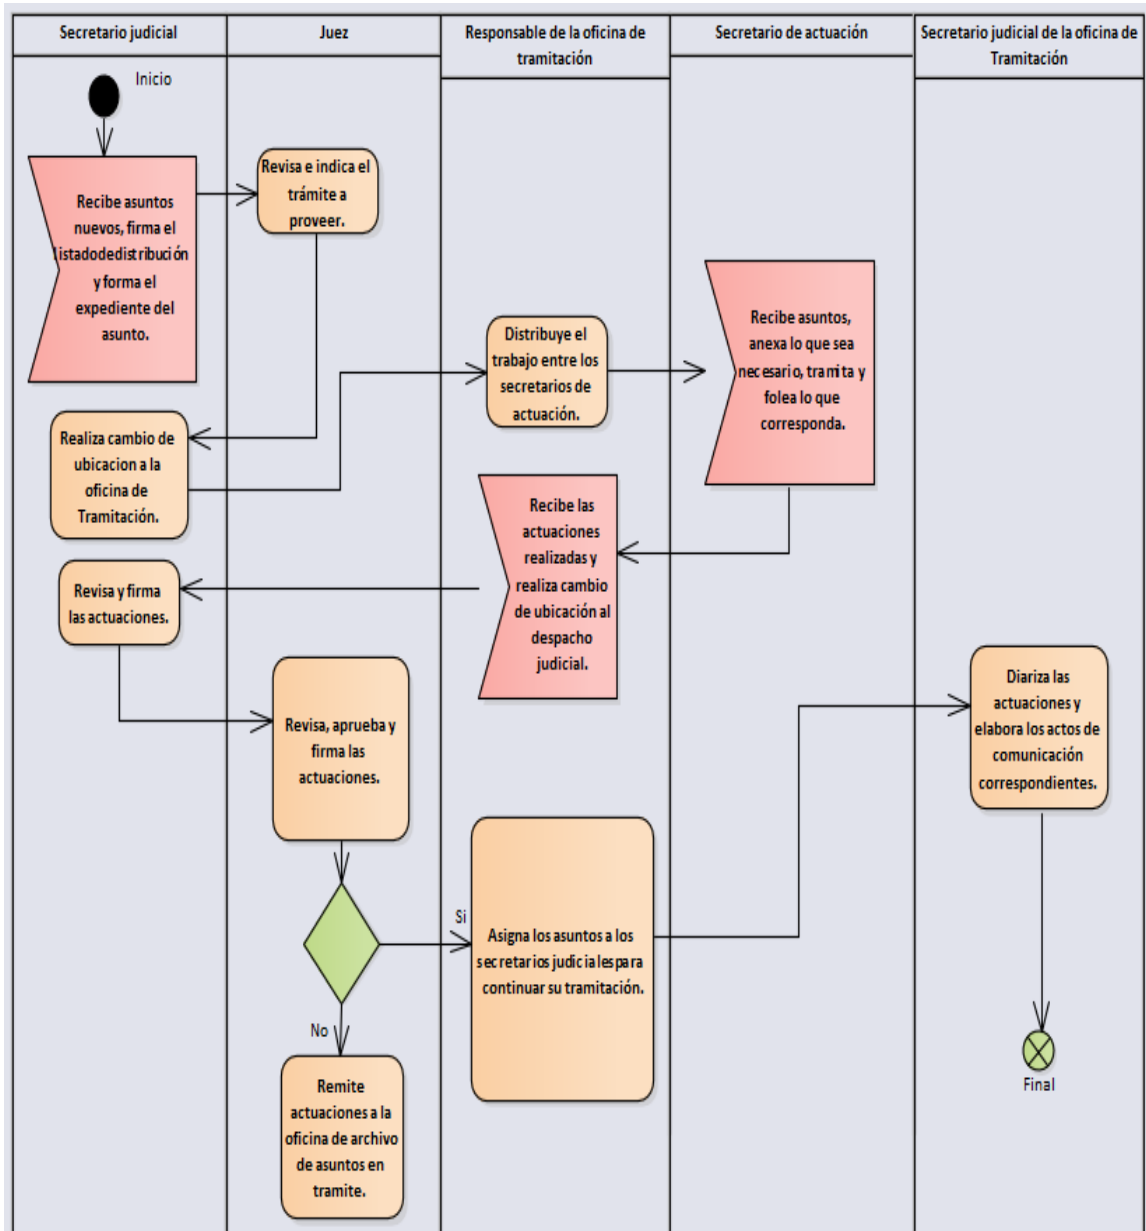 Secretario judicial
Juez
Responsable de la oficina de
tramitación
Secretario de actuación
Secretario judicial de la oficina de
Tramitación
Inicio
Recibe asuntos
nuevos, firma el
listadodedistribución
y forma el
expediente del
asunto.
Revisa e indica el
trámite a
proveer.
Realiza cambio de
ubicacion a la
oficina de
Tramitación.
Distribuye el
trabajo entre los
secretarios de
actuación.
Recibe asuntos,
anexa lo que sea
necesario, tramita y
folea lo que
corresponda.
Recibe las
actuaciones
realizadas y
realiza cambio
de ubicación al
despacho
judicial.
Revisa y firma
las actuaciones.
Revisa, aprueba y
firma las
actuaciones.
Si
No
Asigna los asuntos a los
secretarios judicialespara
continuar su tramitación.
Remite
actuaciones a la
oficina de archivo
de asuntos en
tramite.
Diariza las
actuaciones y
elabora los actos de
comunicación
correspondientes.
Final